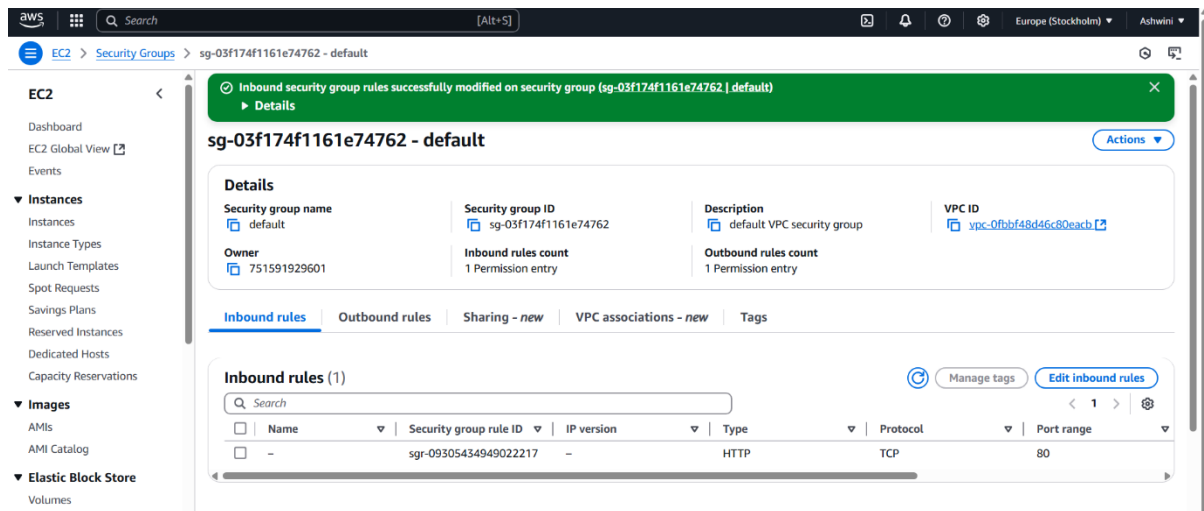 aws Search [Alt+S] Europe (Stockholm) Ashwini
EC2 > Security Groups > sg-03f174f1161e74762 - default
EC2
Dashboard
EC2 Global View
Events
Instances
Instances
Instance Types
Launch Templates
Spot Requests
Savings Plans
Reserved Instances
Dedicated Hosts
Capacity Reservations
Images
AMIs
AMI Catalog
Elastic Block Store
Volumes
Inbound security group rules successfully modified on security group (sg-03f174f1161e74762 | default)
Details
sg-03f174f1161e74762 - default
Actions
Details
Security group name Security group ID Description VPC ID
default sg-03f174f1161e74762 default VPC security group vpc-0fbbf48d46c80eacb
Owner Inbound rules count Outbound rules count
751591929601 1 Permission entry 1 Permission entry
Inbound rules Outbound rules Sharing - new VPC associations - new Tags
Inbound rules (1) Manage tags Edit inbound rules
Search < 1 >
Name Security group rule ID IP version Type Protocol Port range
– sgr-09305434949022217 – HTTP TCP 80